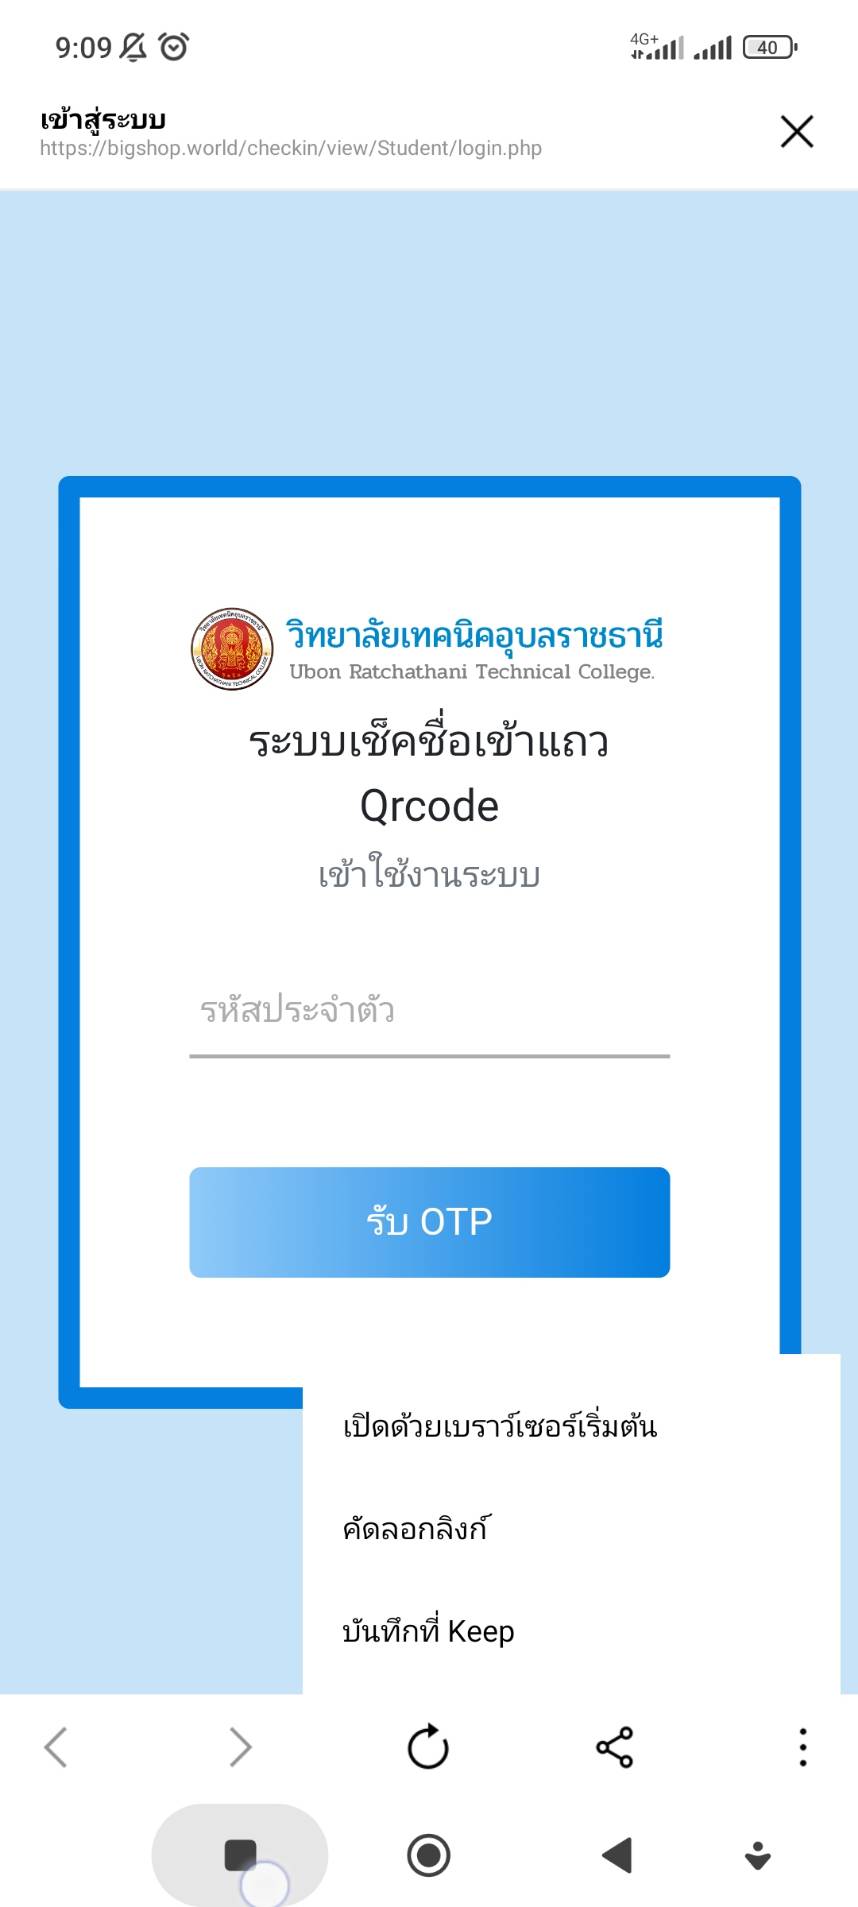 9:09
4G+
40
เข้าสู่ระบบ
https://bigshop.world/checkin/view/Student/login.php
วิทยาลัยเทคนิคอุบลราชธานี
Ubon Ratchathani Technical College.
ระบบเช็คชื่อเข้าแถว
Qrcode
เข้าใช้งานระบบ
รหัสประจำตัว
รับ OTP
เปิดด้วยเบราว์เซอร์เริ่มต้น
คัดลอกลิงก์
บันทึกที่ Keep